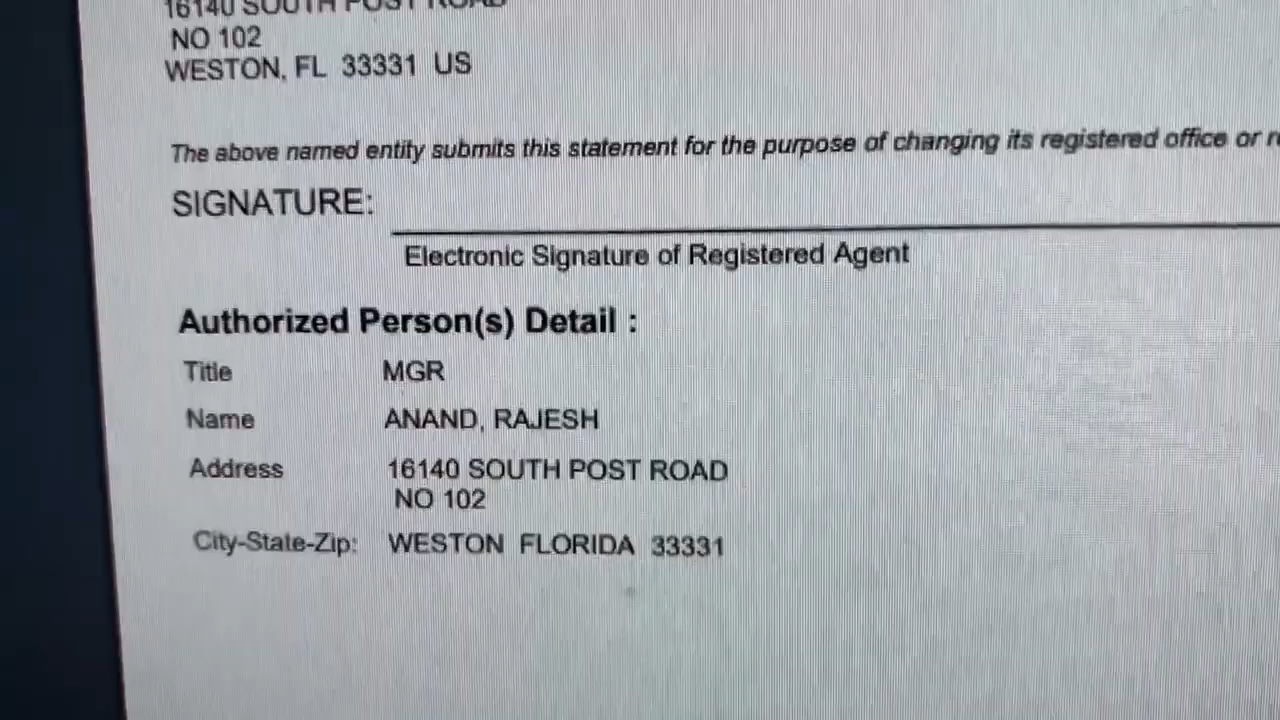 16140 SOUTH POST ROAD
NO 102
WESTON, FL 33331 US
The above named entity submits this statement for the purpose of changing its registered office or
SIGNATURE:
Electronic Signature of Registered Agent
Authorized Person(s) Detail :
Title MGR
Name ANAND, RAJESH
Address 16140 SOUTH POST ROAD
NO 102
City-State-Zip: WESTON FLORIDA 33331